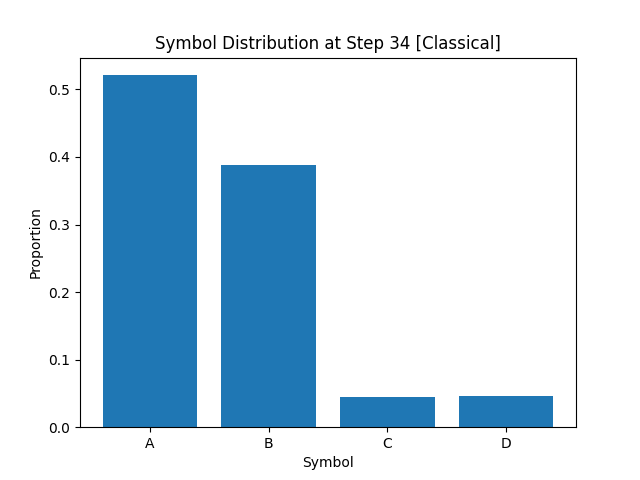 Symbol Distribution at Step 34 [Classical]
0.5
0.4
0.3
0.2
0.1
0.0
Proportion
A B C D
Symbol